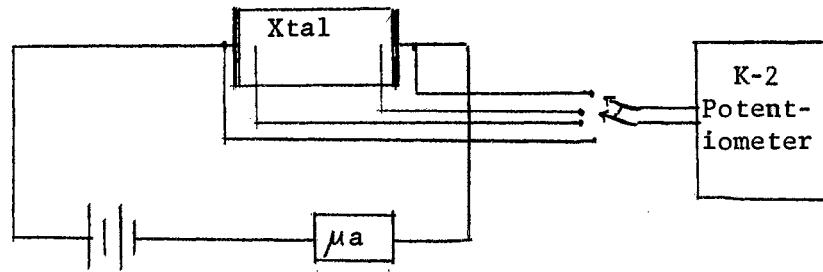 Xtal
K-2
Potent-
iometer
μa